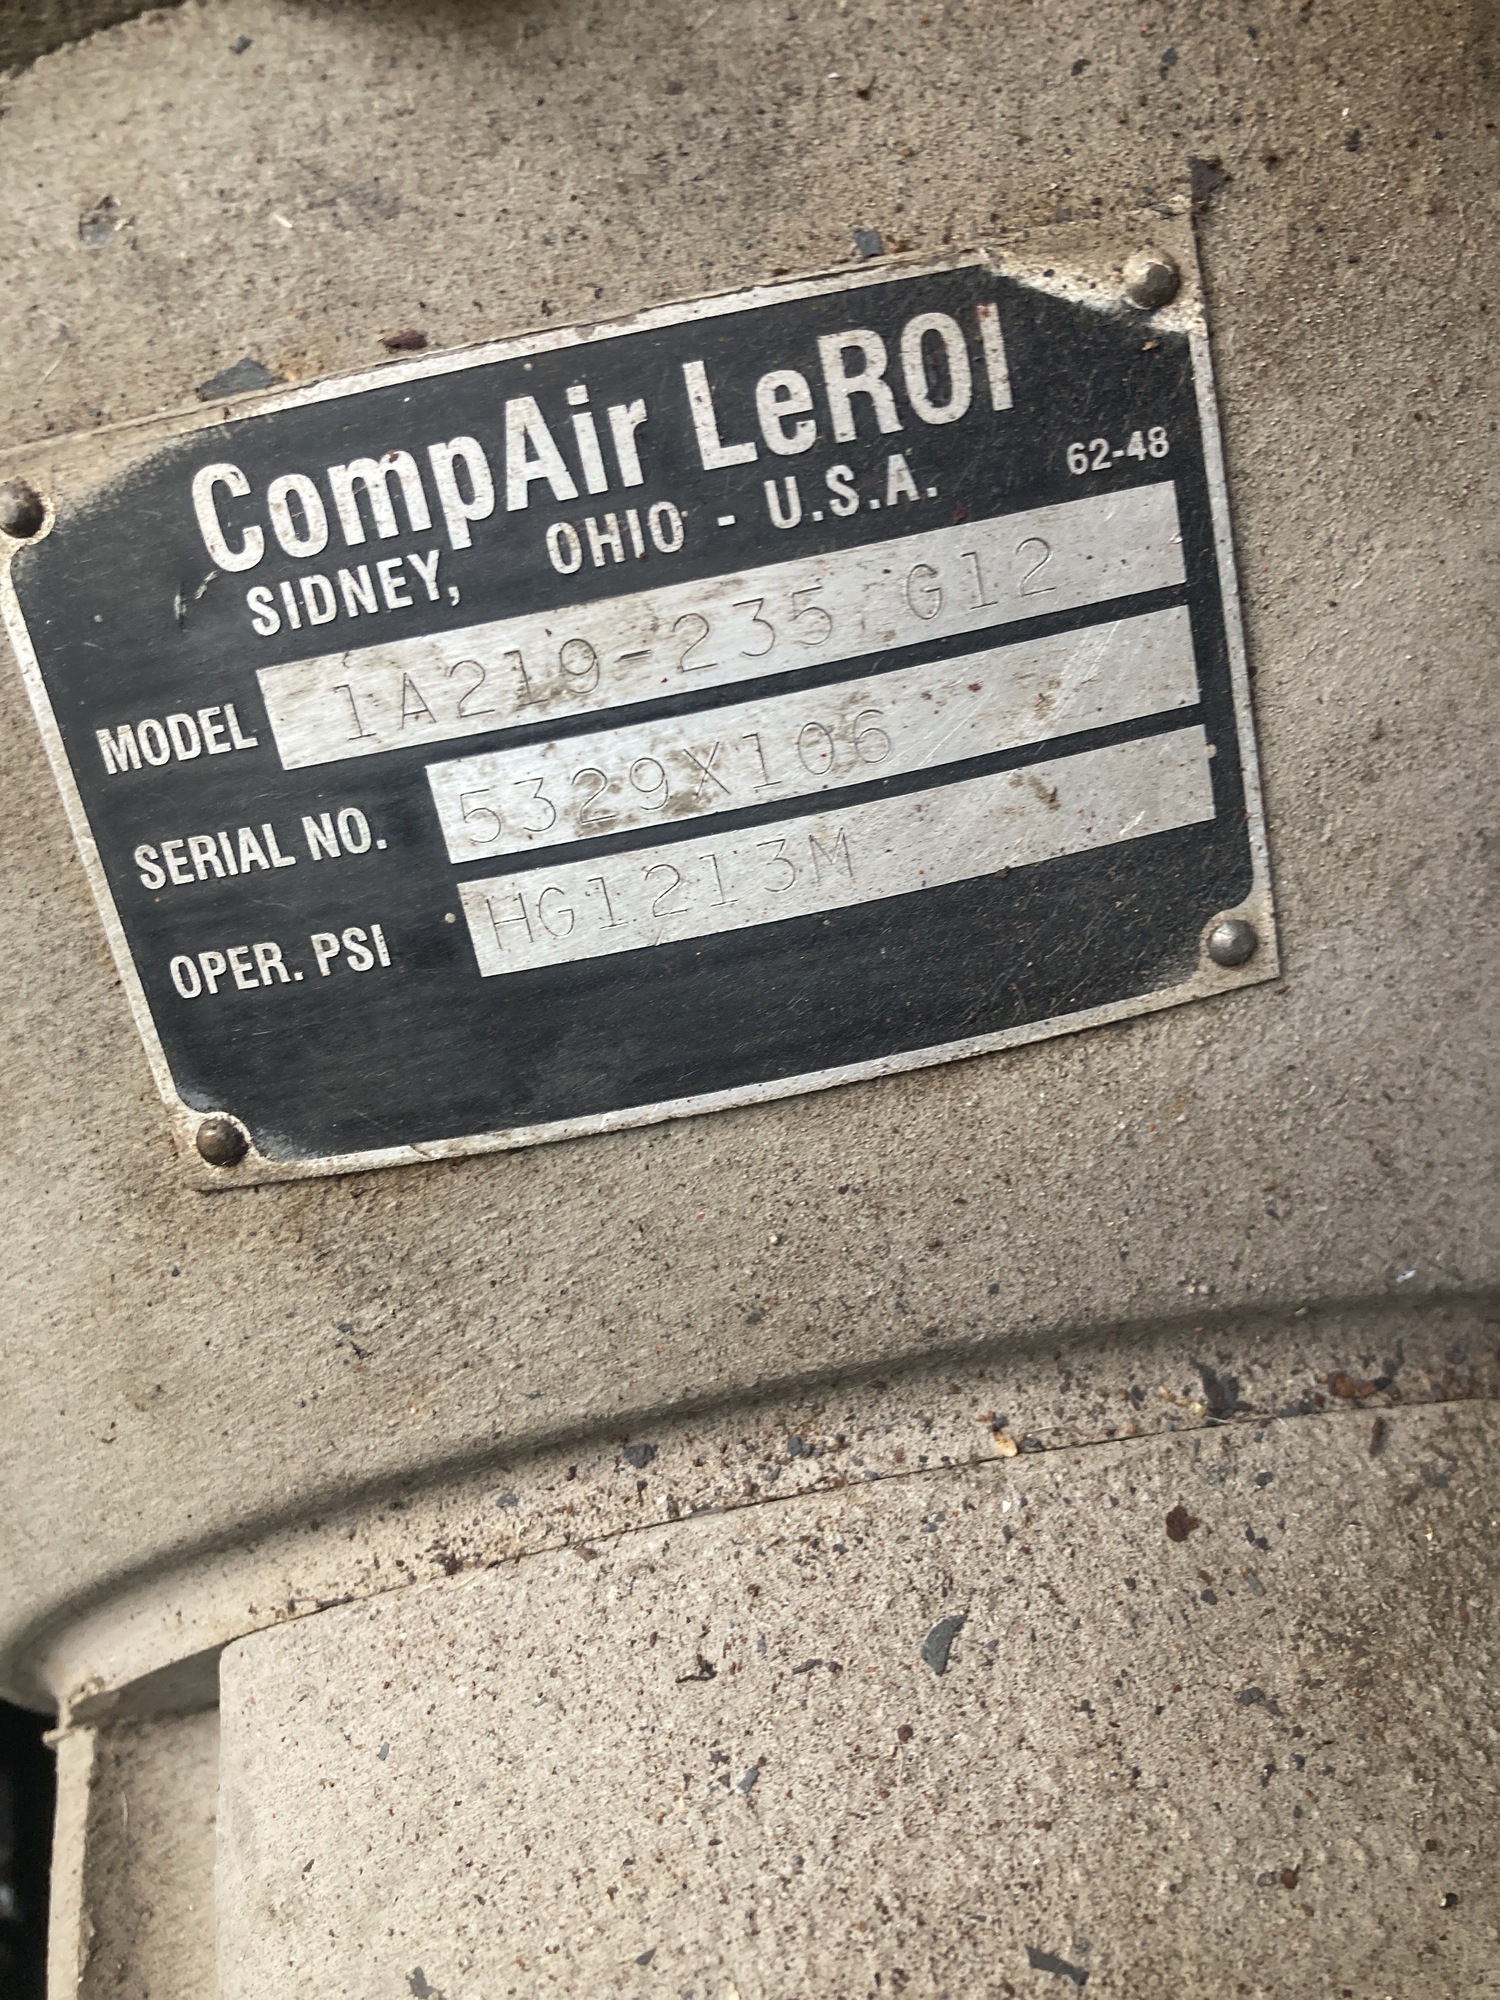 CompAir LeROI
SIDNEY, OHIO - U.S.A.
62-48
MODEL 1A219-235 G12
SERIAL NO. 5329X106
OPER. PSI HG1213M